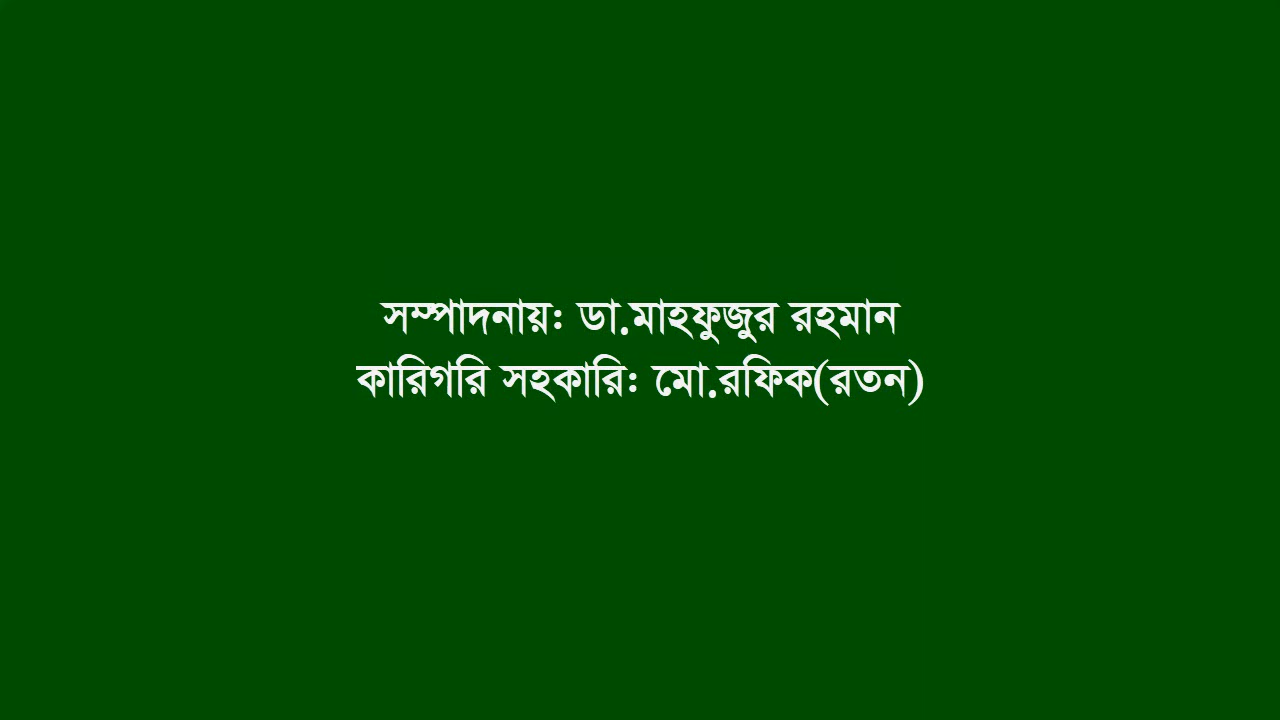 সম্পাদনায়: ডা.মাহফুজুর রহমান
কারিগরি সহকারি: মো.রফিক(রতন)